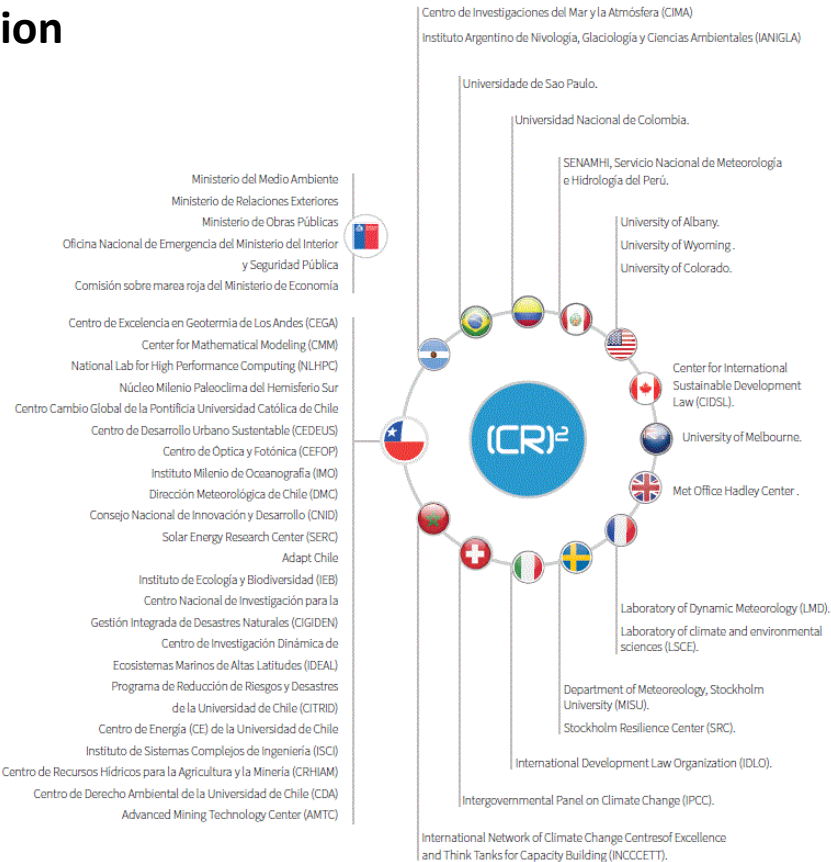 ion
Centro de Investigaciones del Mar y la Atmósfera (CIMA)
Instituto Argentino de Nivología, Glaciología y Ciencias Ambientales (IANIGLA)
Universidade de Sao Paulo.
Universidad Nacional de Colombia.
SENAMHI, Servicio Nacional de Meteorología
e Hidrología del Perú.
University of Albany.
University of Wyoming .
University of Colorado.
Center for International
Sustainable Development
Law (CIDSL).
University of Melbourne.
Met Office Hadley Center .
Laboratory of Dynamic Meteorology (LMD).
Laboratory of climate and environmental
sciences (LSCE).
Department of Meteoreology, Stockholm
University (MISU).
Stockholm Resilience Center (SRC).
International Development Law Organization (IDLO).
Intergovernmental Panel on Climate Change (IPCC).
International Network of Climate Change Centresof Excellence
and Think Tanks for Capacity Building (INCCCETT).
Ministerio del Medio Ambiente
Ministerio de Relaciones Exteriores
Ministerio de Obras Públicas
Oficina Nacional de Emergencia del Ministerio del Interior
y Seguridad Pública
Comisión sobre marea roja del Ministerio de Economía
Centro de Excelencia en Geotermia de Los Andes (CEGA)
Center for Mathematical Modeling (CMM)
National Lab for High Performance Computing (NLHPC)
Núcleo Milenio Paleoclima del Hemisferio Sur
Centro Cambio Global de la Pontificia Universidad Católica de Chile
Centro de Desarrollo Urbano Sustentable (CEDEUS)
Centro de Óptica y Fotónica (CEFOP)
Instituto Milenio de Oceanografía (IMO)
Dirección Meteorológica de Chile (DMC)
Consejo Nacional de Innovación y Desarrollo (CNID)
Solar Energy Research Center (SERC)
Adapt Chile
Instituto de Ecología y Biodiversidad (IEB)
Centro Nacional de Investigación para la
Gestión Integrada de Desastres Naturales (CIGIDEN)
Centro de Investigación Dinámica de
Ecosistemas Marinos de Altas Latitudes (IDEAL)
Programa de Reducción de Riesgos y Desastres
de la Universidad de Chile (CITRID)
Centro de Energía (CE) de la Universidad de Chile
Instituto de Sistemas Complejos de Ingeniería (ISCI)
Centro de Recursos Hídricos para la Agricultura y la Minería (CRHIAM)
Centro de Derecho Ambiental de la Universidad de Chile (CDA)
Advanced Mining Technology Center (AMTC)
(CR)²